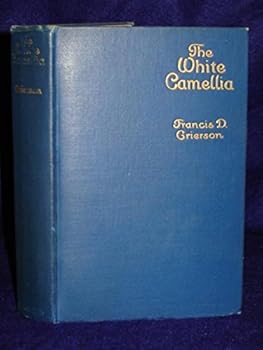 The
White
Camellia
Grierson
The
White
Camellia
Francis D.
Grierson